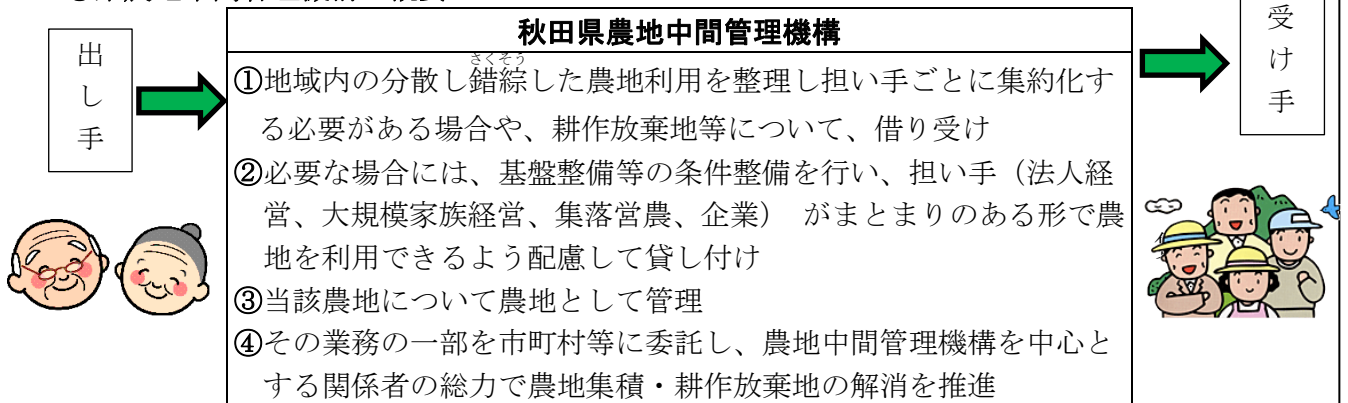 出し手
秋田県農地中間管理機構
さくそう
①地域内の分散し錯綜した農地利用を整理し担い手ごとに集約化す
る必要がある場合や、耕作放棄地等について、借り受け
②必要な場合には、基盤整備等の条件整備を行い、担い手（法人経
営、大規模家族経営、集落営農、企業） がまとまりのある形で農
地を利用できるよう配慮して貸し付け
③当該農地について農地として管理
④その業務の一部を市町村等に委託し、農地中間管理機構を中心と
する関係者の総力で農地集積・耕作放棄地の解消を推進
受け手